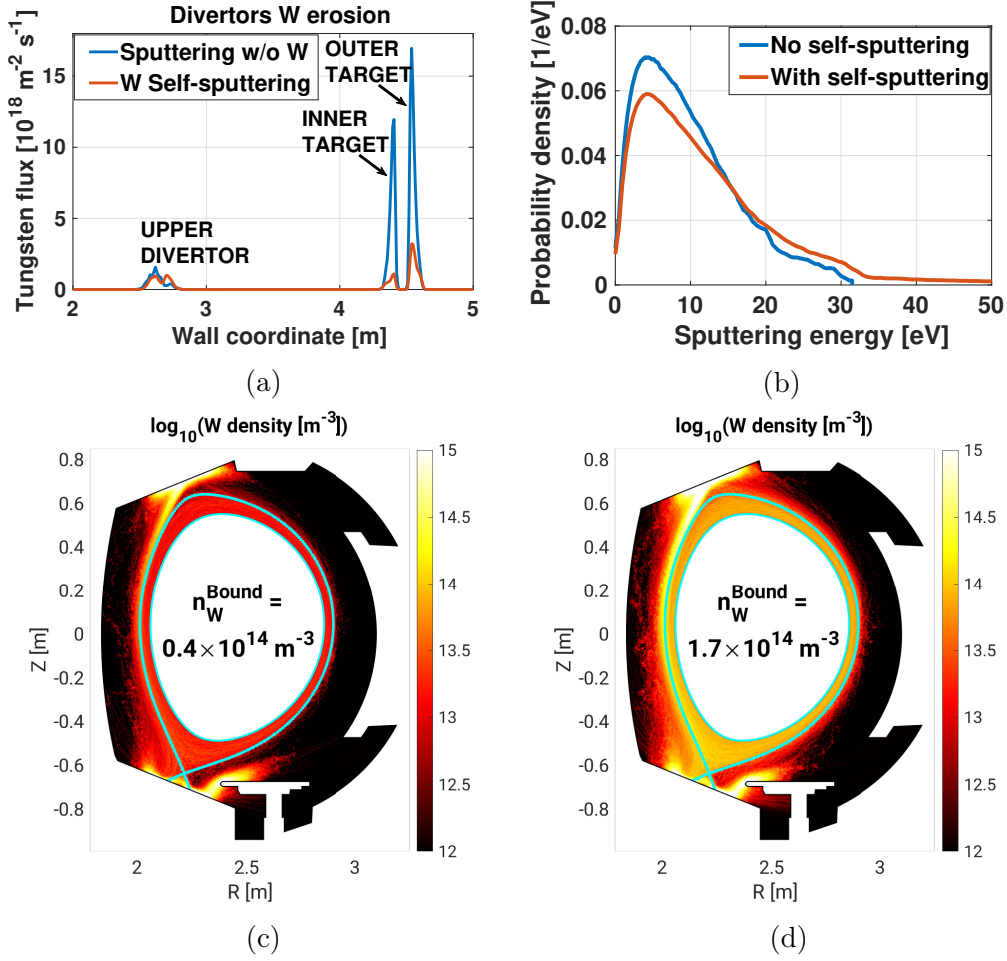 Divertors W erosion
Tungsten flux [10¹⁸ m⁻² s⁻¹]
15
10
5
0
Sputtering w/o W
W Self-sputtering
OUTER
TARGET
INNER
TARGET
UPPER
DIVERTOR
2 3 4 5
Wall coordinate [m]
(a)
Probability density [1/eV]
0.08
0.06
0.04
0.02
0
No self-sputtering
With self-sputtering
0 10 20 30 40 50
Sputtering energy [eV]
(b)
log₁₀(W density [m⁻³])
Z [m]
0.8
0.6
0.4
0.2
0
-0.2
-0.4
-0.6
-0.8
n_W^Bound =
0.4×10¹⁴ m⁻³
2 2.5 3
R [m]
15
14.5
14
13.5
13
12.5
12
(c)
log₁₀(W density [m⁻³])
Z [m]
0.8
0.6
0.4
0.2
0
-0.2
-0.4
-0.6
-0.8
n_W^Bound =
1.7×10¹⁴ m⁻³
2 2.5 3
R [m]
15
14.5
14
13.5
13
12.5
12
(d)